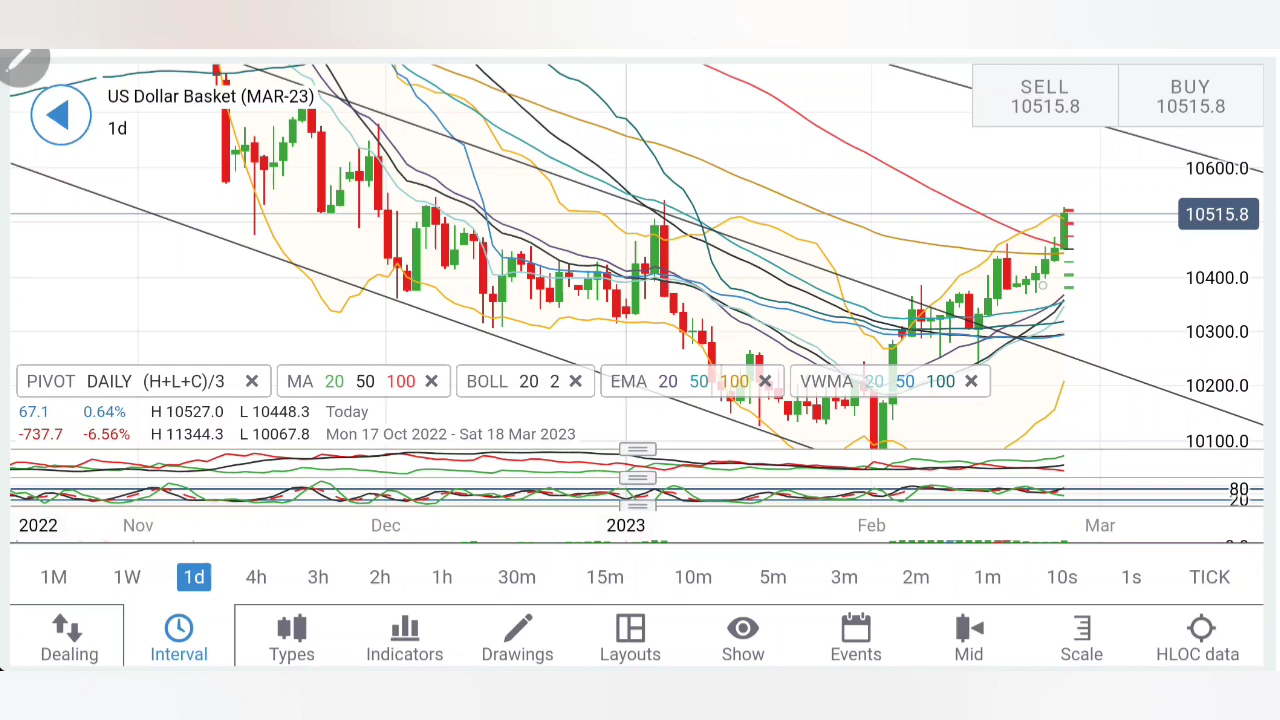 US Dollar Basket (MAR-23)
1d
SELL BUY
10515.8 10515.8
10600.0
10515.8
10400.0
10300.0
10200.0
10100.0
PIVOT DAILY (H+L+C)/3 MA 20 50 100 BOLL 20 2 EMA 20 50 100 VWMA 20 50 100
67.1 0.64% H 10527.0 L 10448.3 Today
-737.7 -6.56% H 11344.3 L 10067.8 Mon 17 Oct 2022 - Sat 18 Mar 2023
80
20
2022 Nov Dec 2023 Feb Mar
1M 1W 1d 4h 3h 2h 1h 30m 15m 10m 5m 3m 2m 1m 10s 1s TICK
Dealing Interval Types Indicators Drawings Layouts Show Events Mid Scale HLOC data